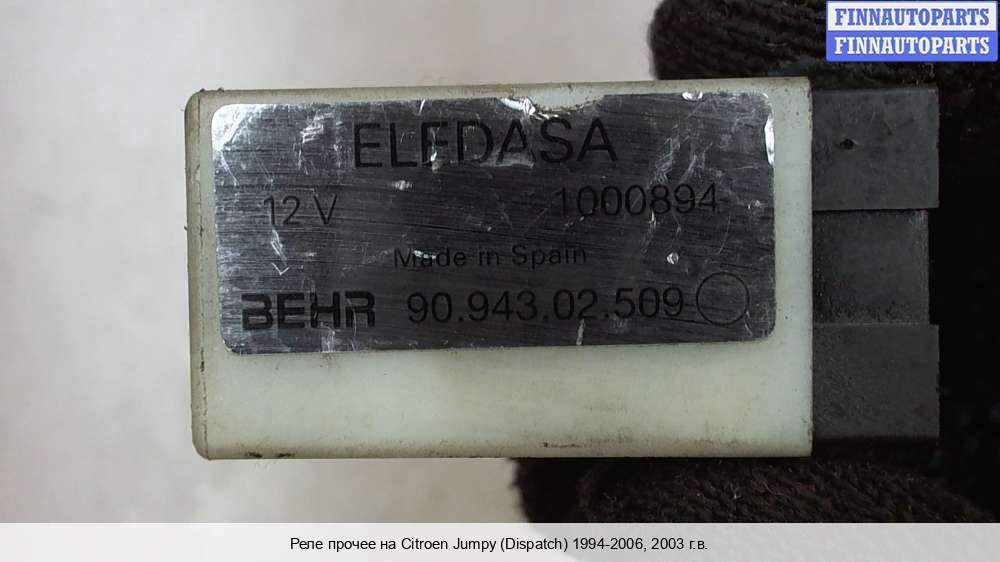 FINNAUTOPARTS
FINNAUTOPARTS
ELEDASA
12 V 1000894
Made in Spain
BEHR 90.943.02.509
Реле прочее на Citroen Jumpy (Dispatch) 1994-2006, 2003 г.в.